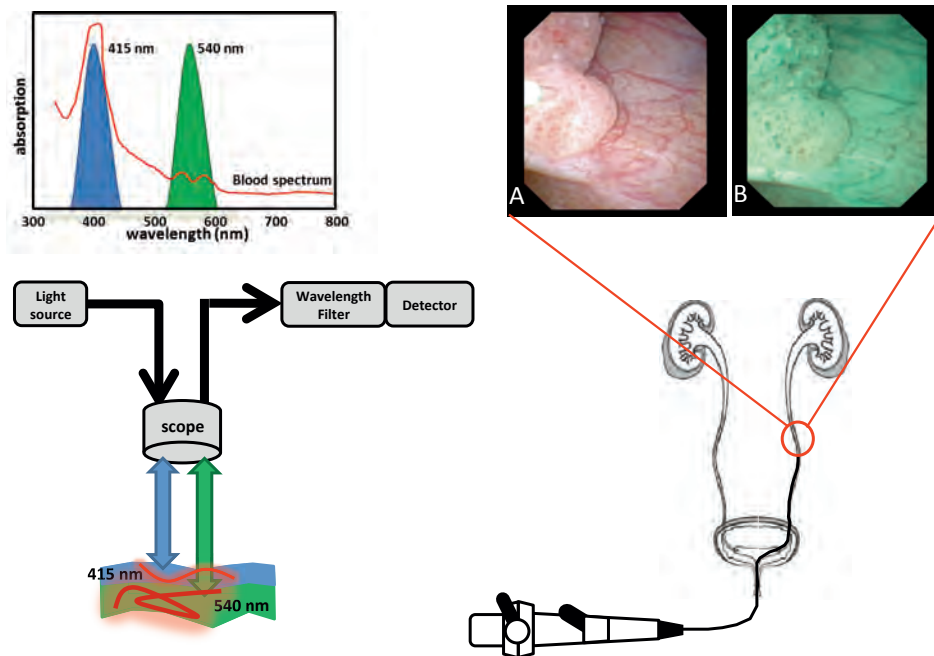 415 nm
540 nm
absorption
Blood spectrum
300 400 500 600 700 800
wavelength (nm)
A
B
Light
source
Wavelength
Filter
Detector
scope
415 nm
540 nm